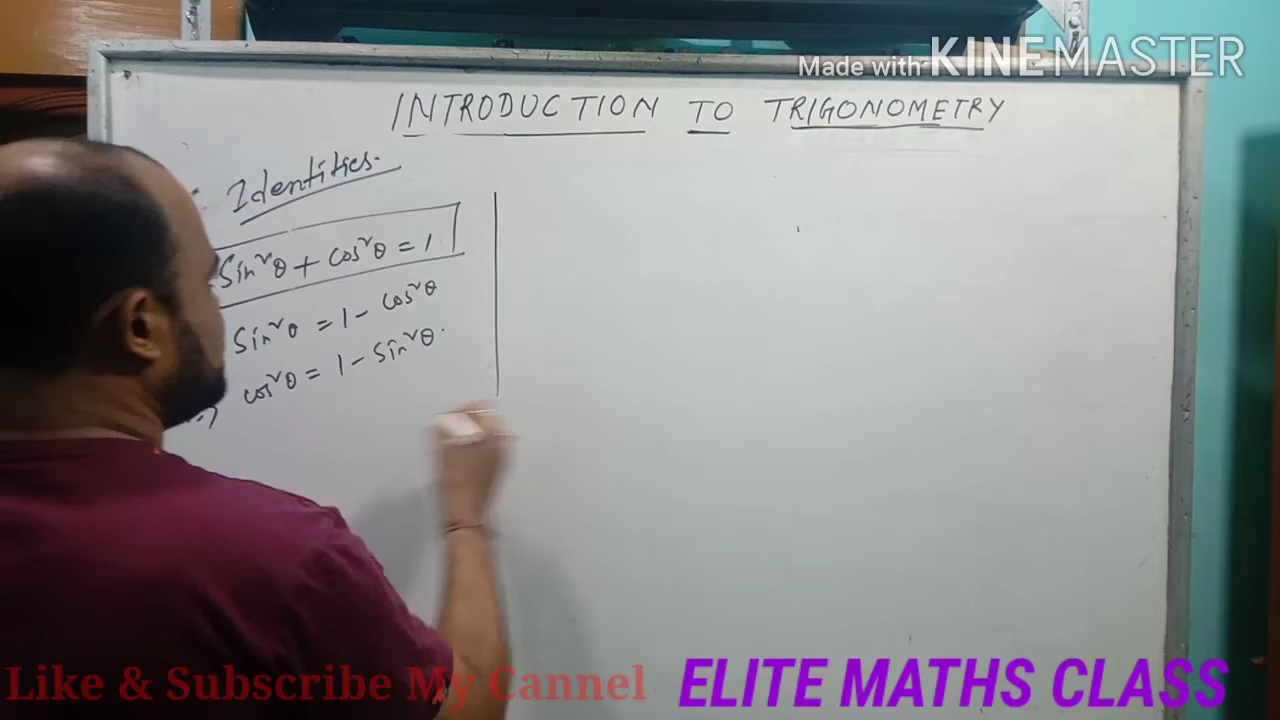 Made with KINEMASTER
INTRODUCTION TO TRIGONOMETRY
Identities.
Sin²θ + cos²θ = 1
Sin²θ = 1 - cos²θ
cos²θ = 1 - Sin²θ.
Like & Subscribe My Cannel
ELITE MATHS CLASS